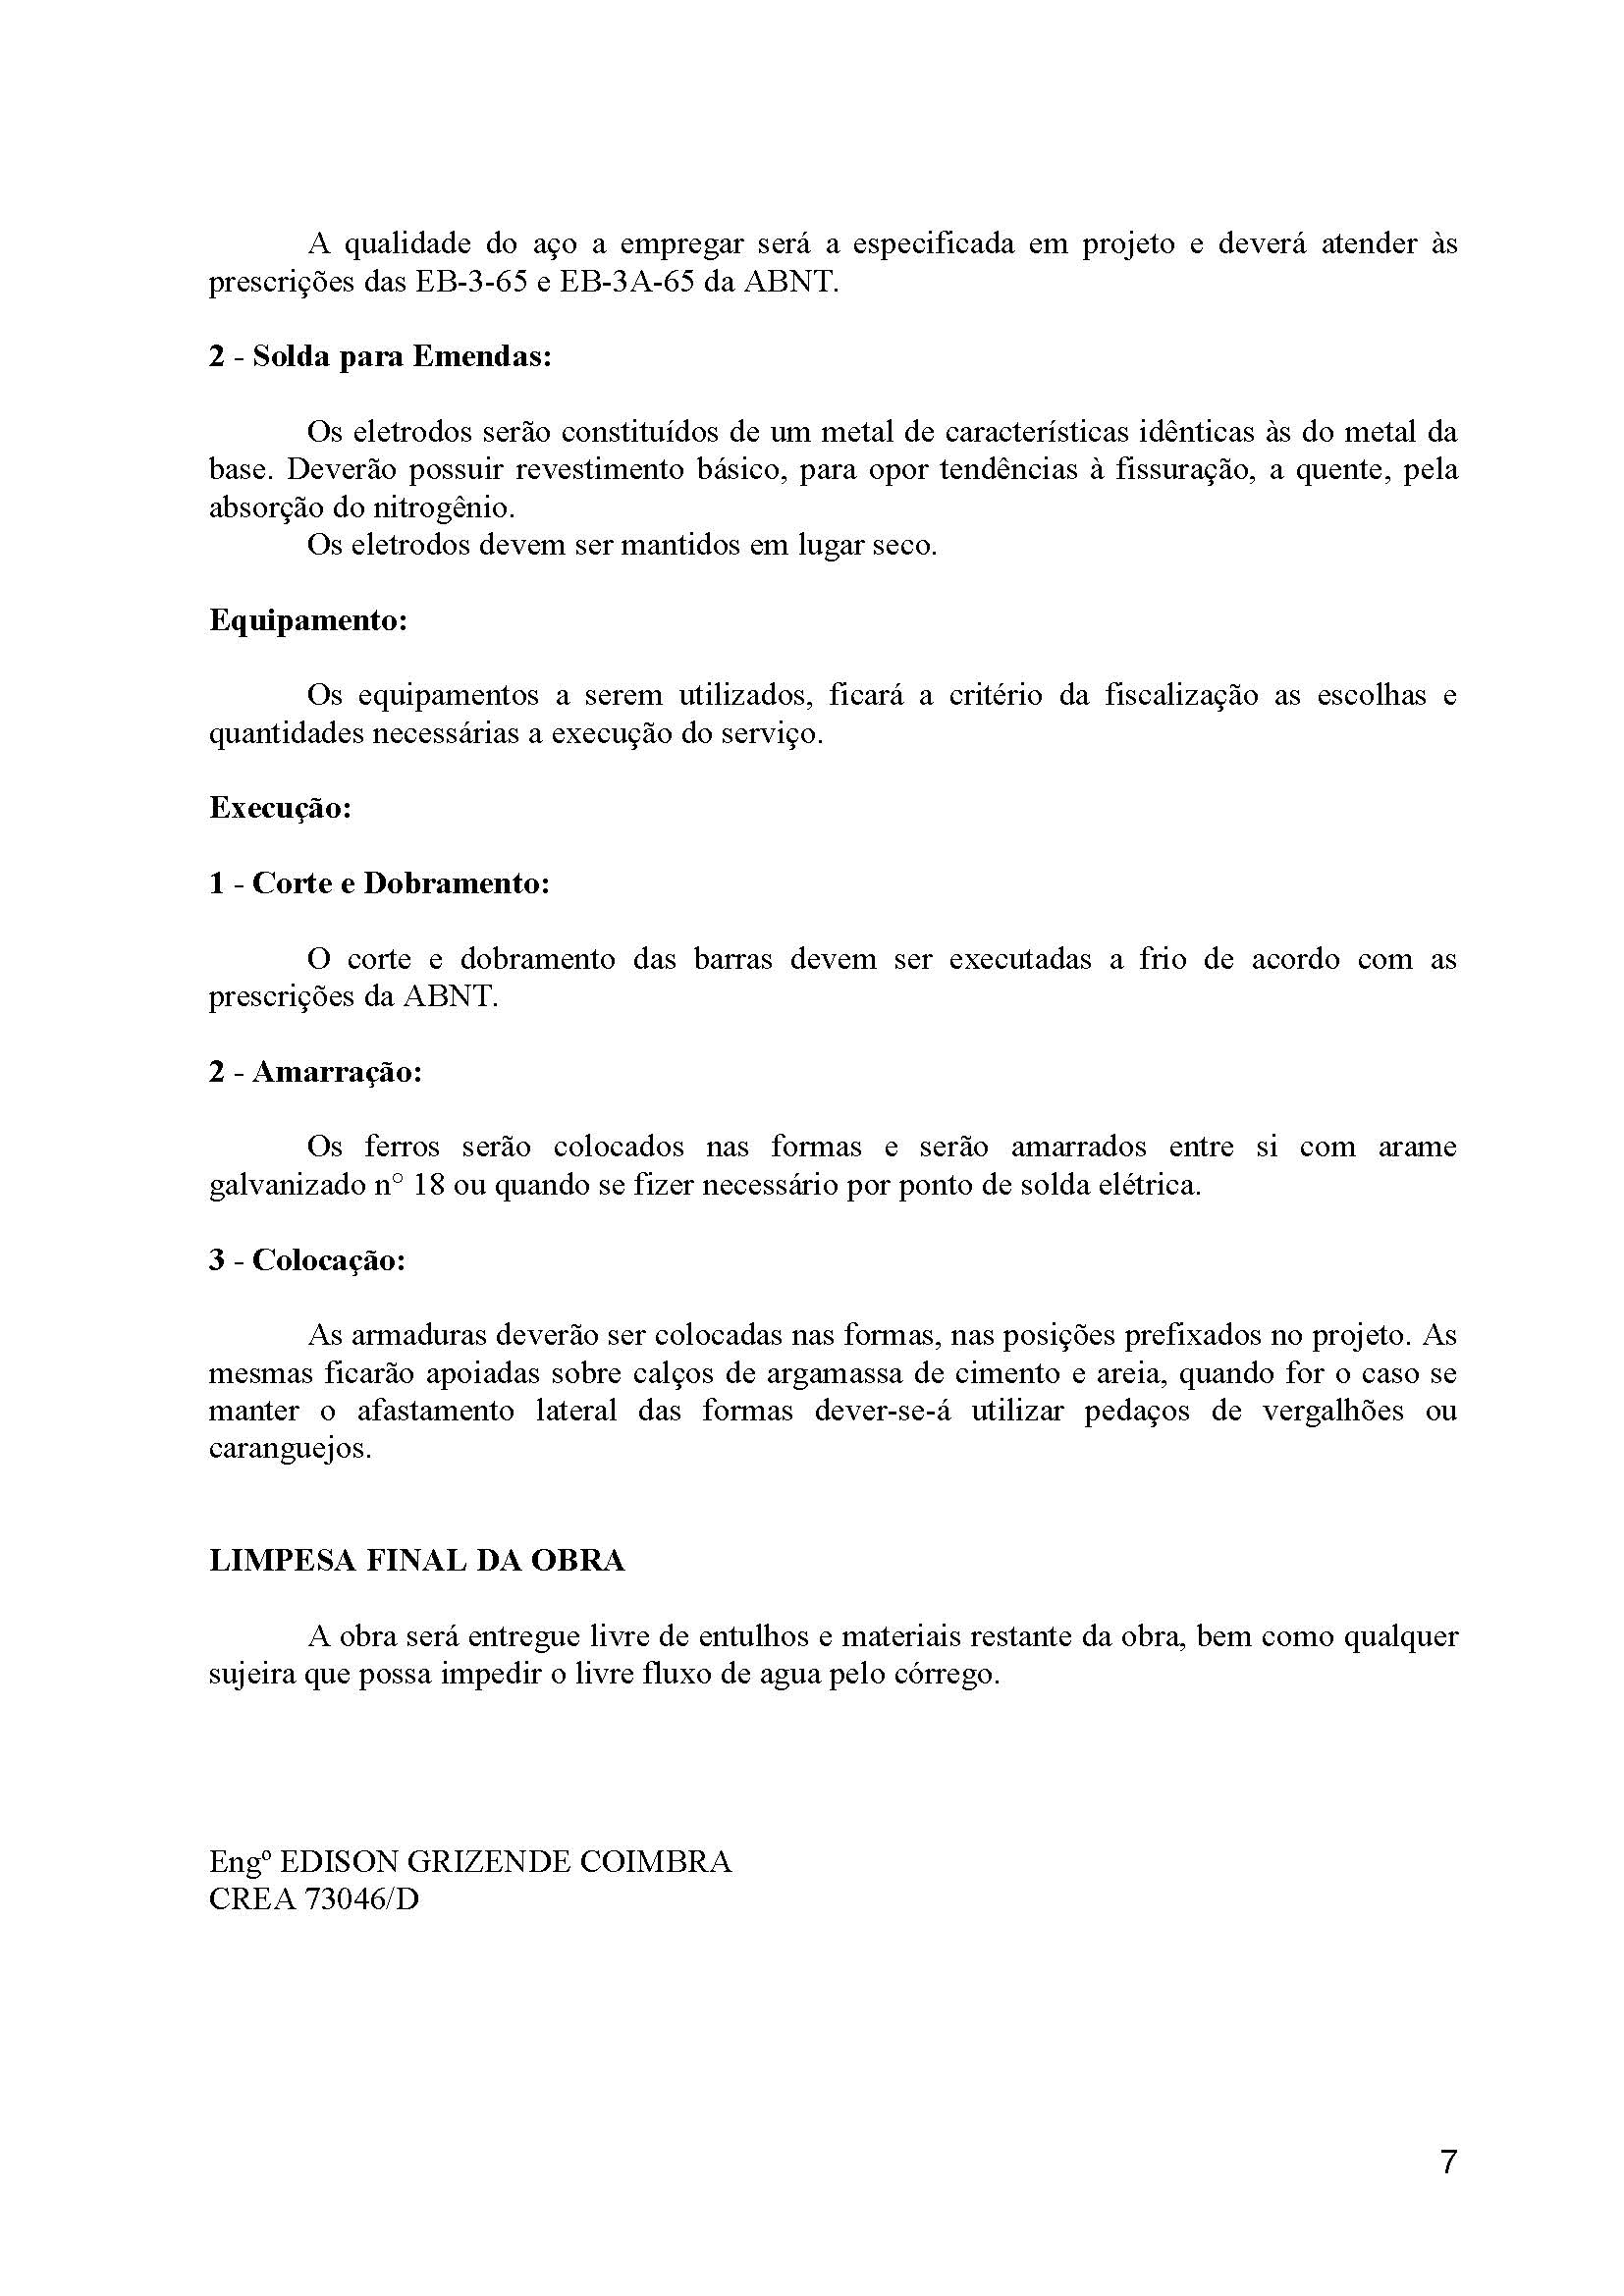 A qualidade do aço a empregar será a especificada em projeto e deverá atender às
prescrições das EB-3-65 e EB-3A-65 da ABNT.
2 - Solda para Emendas:
Os eletrodos serão constituídos de um metal de características idênticas às do metal da
base. Deverão possuir revestimento básico, para opor tendências à fissuração, a quente, pela
absorção do nitrogênio.
Os eletrodos devem ser mantidos em lugar seco.
Equipamento:
Os equipamentos a serem utilizados, ficará a critério da fiscalização as escolhas e
quantidades necessárias a execução do serviço.
Execução:
1 - Corte e Dobramento:
O corte e dobramento das barras devem ser executadas a frio de acordo com as
prescrições da ABNT.
2 - Amarração:
Os ferros serão colocados nas formas e serão amarrados entre si com arame
galvanizado n° 18 ou quando se fizer necessário por ponto de solda elétrica.
3 - Colocação:
As armaduras deverão ser colocadas nas formas, nas posições prefixados no projeto. As
mesmas ficarão apoiadas sobre calços de argamassa de cimento e areia, quando for o caso se
manter o afastamento lateral das formas dever-se-á utilizar pedaços de vergalhões ou
caranguejos.
LIMPESA FINAL DA OBRA
A obra será entregue livre de entulhos e materiais restante da obra, bem como qualquer
sujeira que possa impedir o livre fluxo de agua pelo córrego.
Engº EDISON GRIZENDE COIMBRA
CREA 73046/D
7